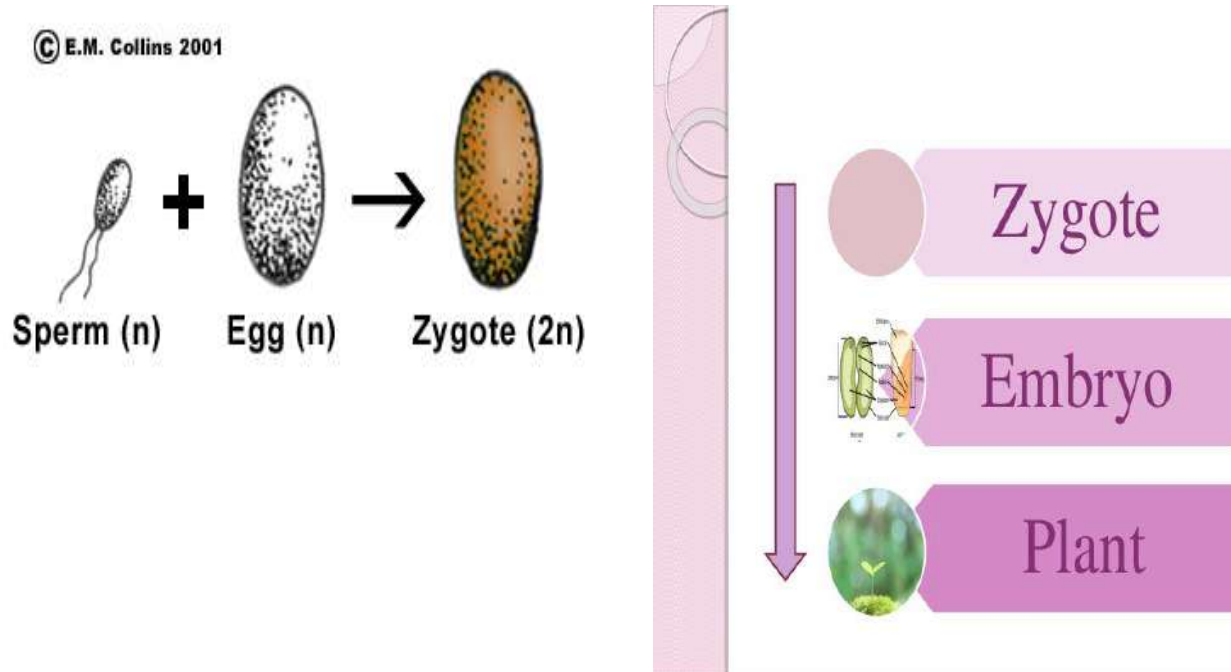 © E.M. Collins 2001
Sperm (n) + Egg (n) → Zygote (2n)
Zygote
Embryo
Plant